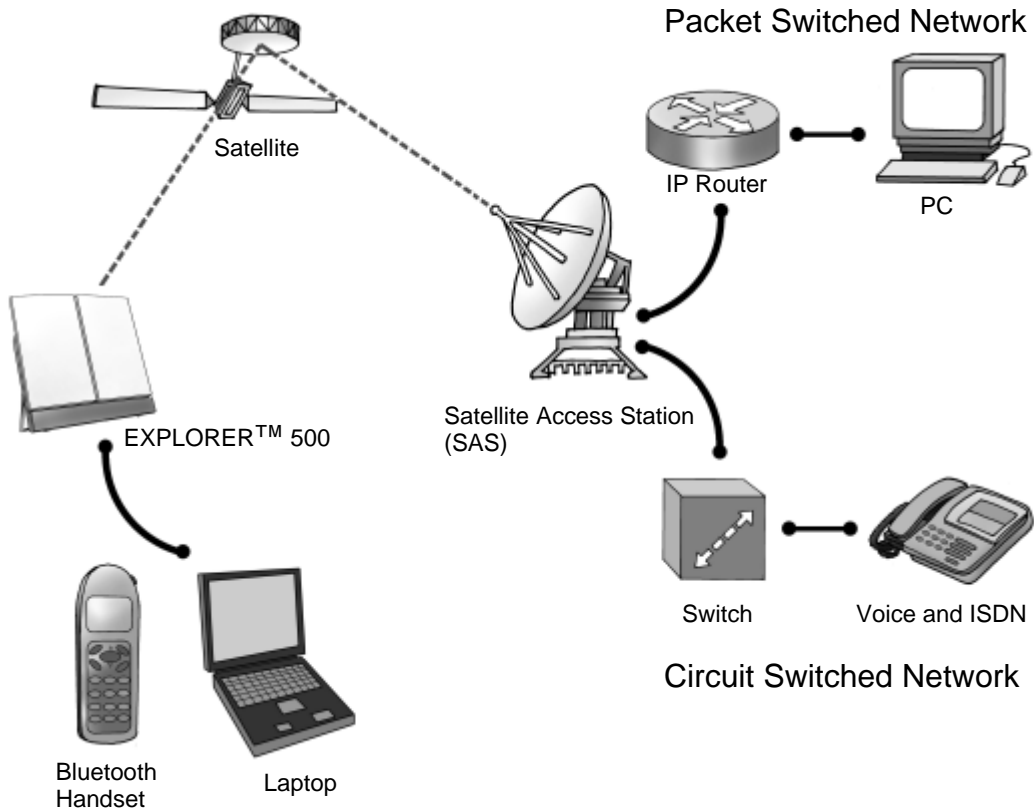 Packet Switched Network
Satellite
IP Router
PC
Satellite Access Station
(SAS)
EXPLORER™ 500
Switch
Voice and ISDN
Circuit Switched Network
Bluetooth
Handset
Laptop